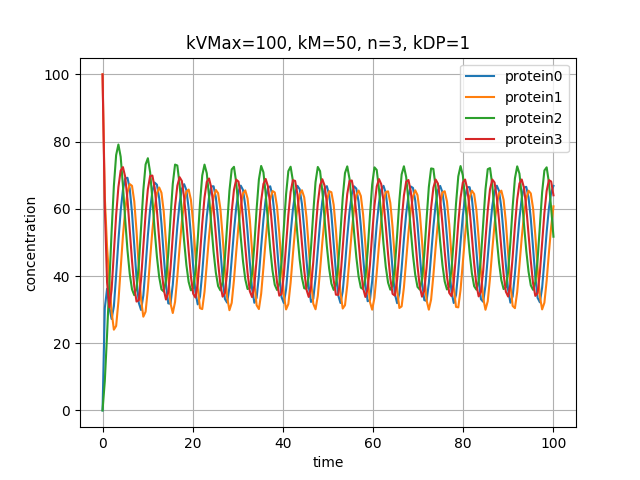 kVMax=100, kM=50, n=3, kDP=1
protein0
protein1
protein2
protein3
100
80
60
40
20
0
concentration
0 20 40 60 80 100
time